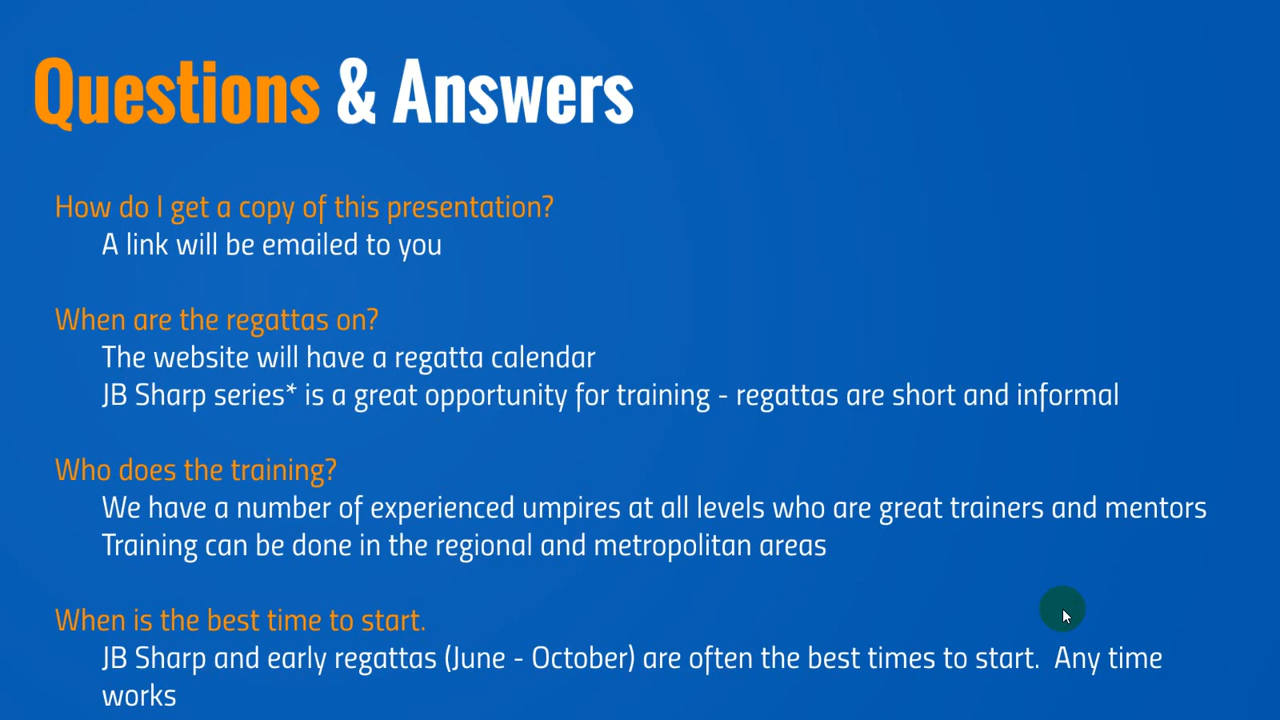 Questions & Answers
How do I get a copy of this presentation?
A link will be emailed to you
When are the regattas on?
The website will have a regatta calendar
JB Sharp series* is a great opportunity for training - regattas are short and informal
Who does the training?
We have a number of experienced umpires at all levels who are great trainers and mentors
Training can be done in the regional and metropolitan areas
When is the best time to start.
JB Sharp and early regattas (June - October) are often the best times to start.  Any time
works